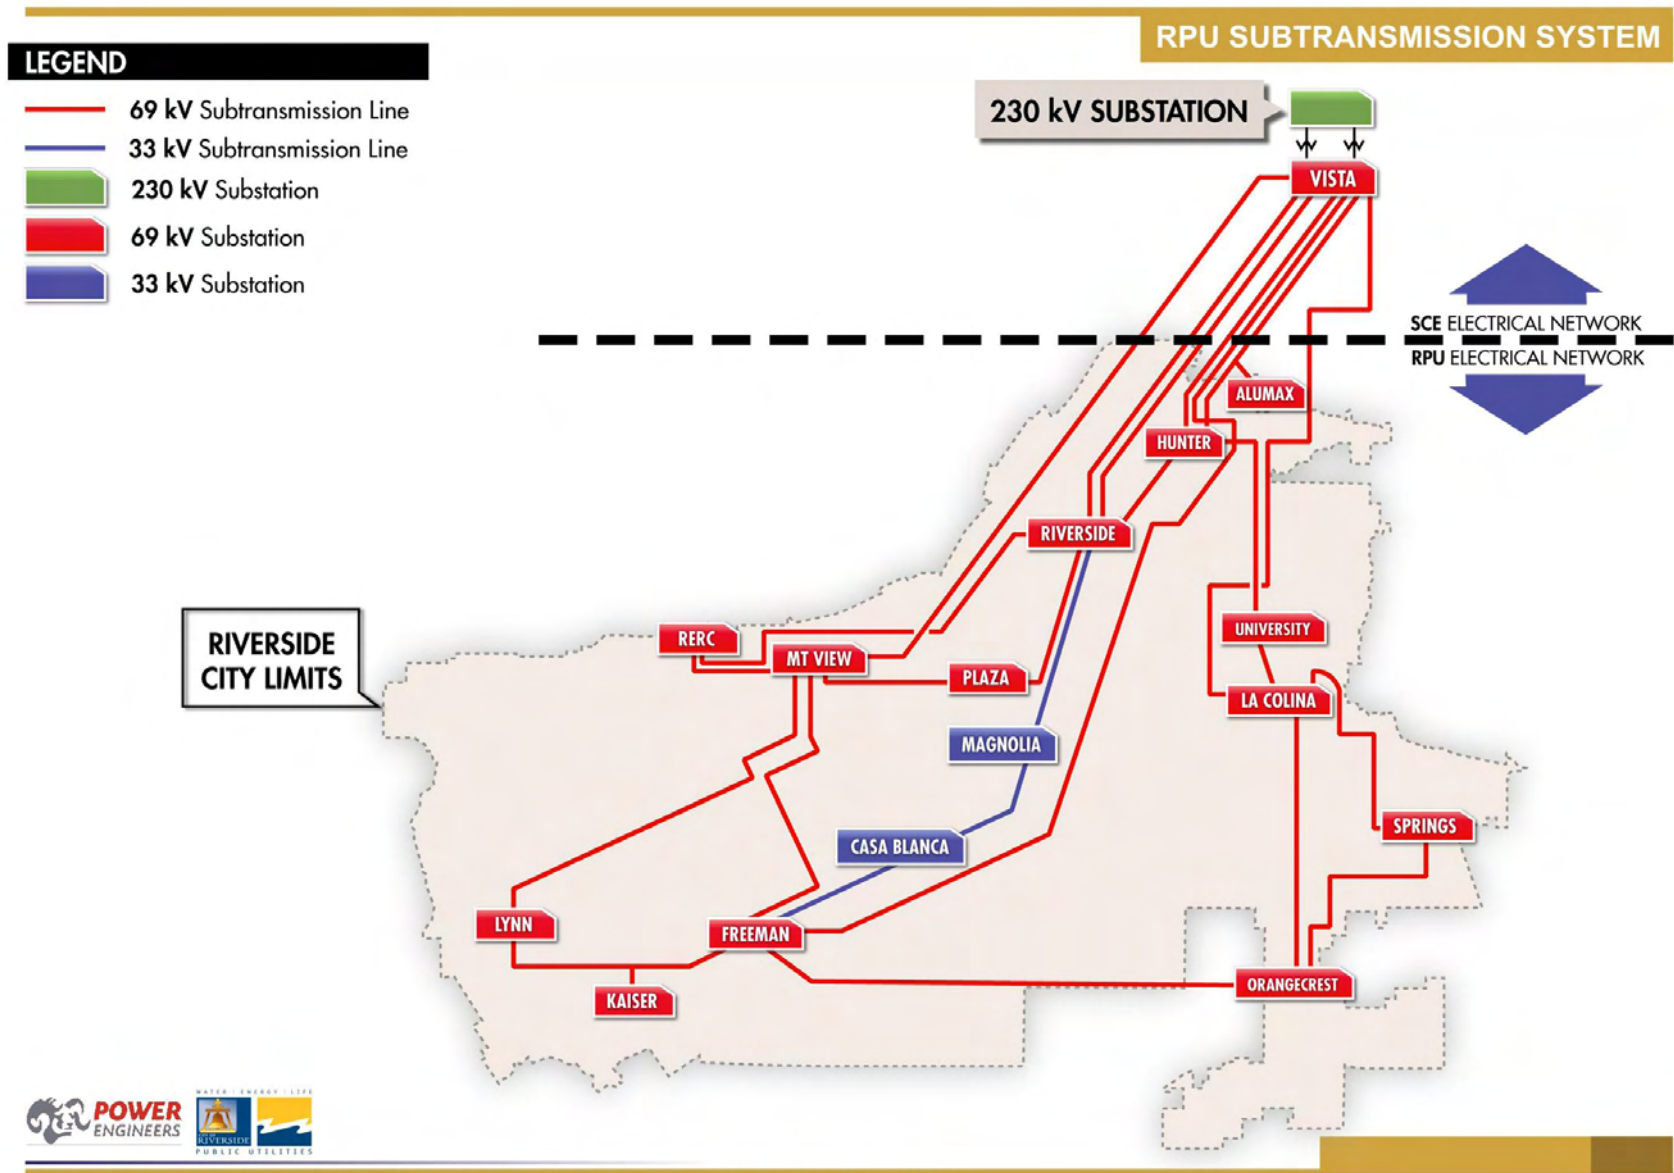 RPU SUBTRANSMISSION SYSTEM
LEGEND
69 kV Subtransmission Line
33 kV Subtransmission Line
230 kV Substation
69 kV Substation
33 kV Substation
230 kV SUBSTATION
VISTA
SCE ELECTRICAL NETWORK
RPU ELECTRICAL NETWORK
ALUMAX
HUNTER
RIVERSIDE
RIVERSIDE
CITY LIMITS
RERC
MT VIEW
PLAZA
UNIVERSITY
LA COLINA
MAGNOLIA
CASA BLANCA
SPRINGS
LYNN
FREEMAN
KAISER
ORANGECREST
POWER
ENGINEERS
WATER | ENERGY | LIFE
RIVERSIDE
PUBLIC UTILITIES